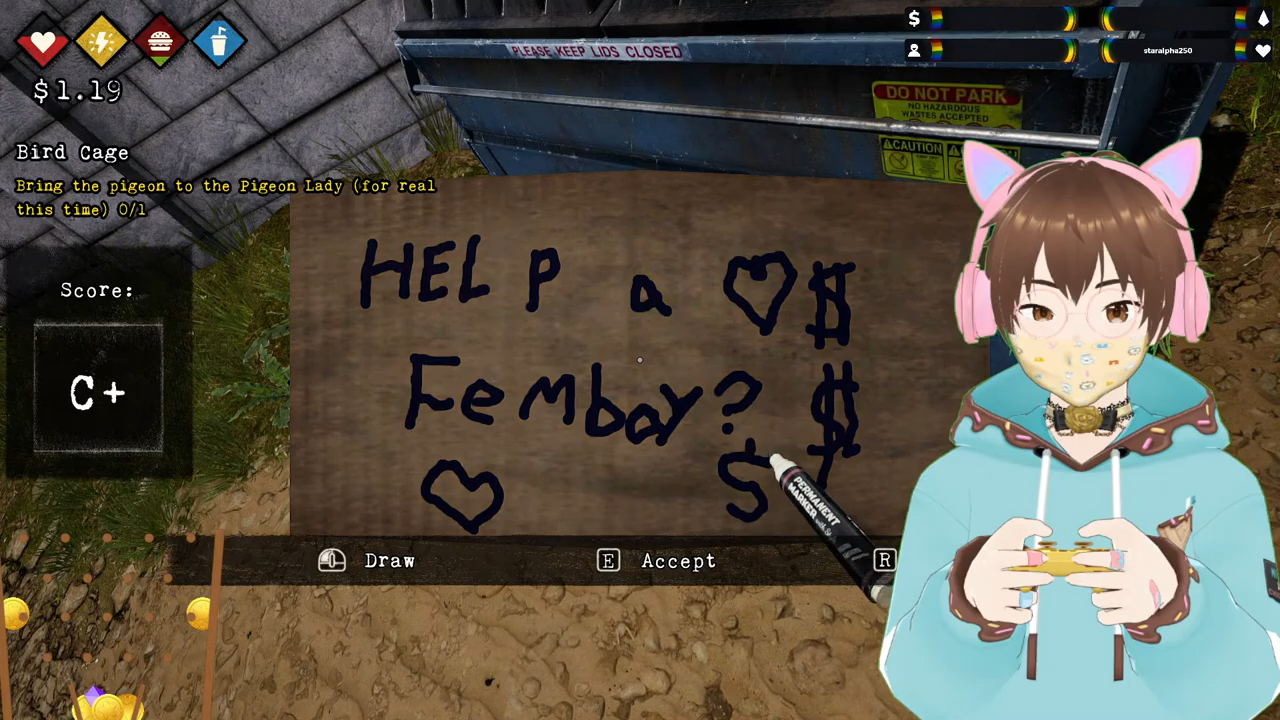 $1.19
staralpha250
PLEASE KEEP LIDS CLOSED
DO NOT PARK
NO HAZARDOUS
WASTES ACCEPTED
CAUTION
Bird Cage
Bring the pigeon to the Pigeon Lady (for real
this time) 0/1
Score:
C+
HELP a ♡$
Femboy? $
♡ $
PERMANENT
MARKER
Draw
E Accept
R